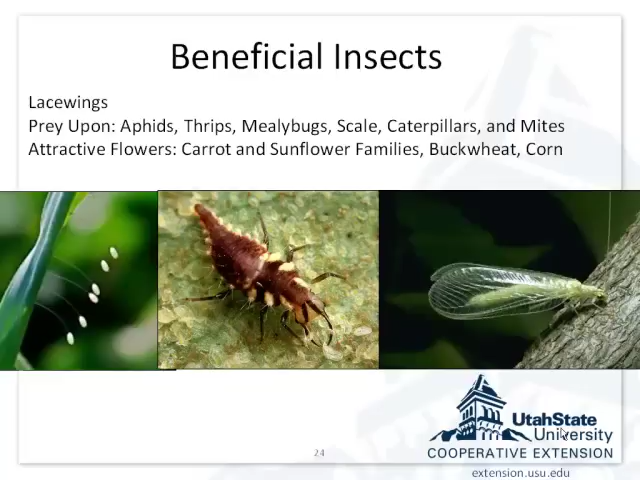 Beneficial Insects
Lacewings
Prey Upon: Aphids, Thrips, Mealybugs, Scale, Caterpillars, and Mites
Attractive Flowers: Carrot and Sunflower Families, Buckwheat, Corn
UtahState
University
COOPERATIVE EXTENSION
24
extension.usu.edu